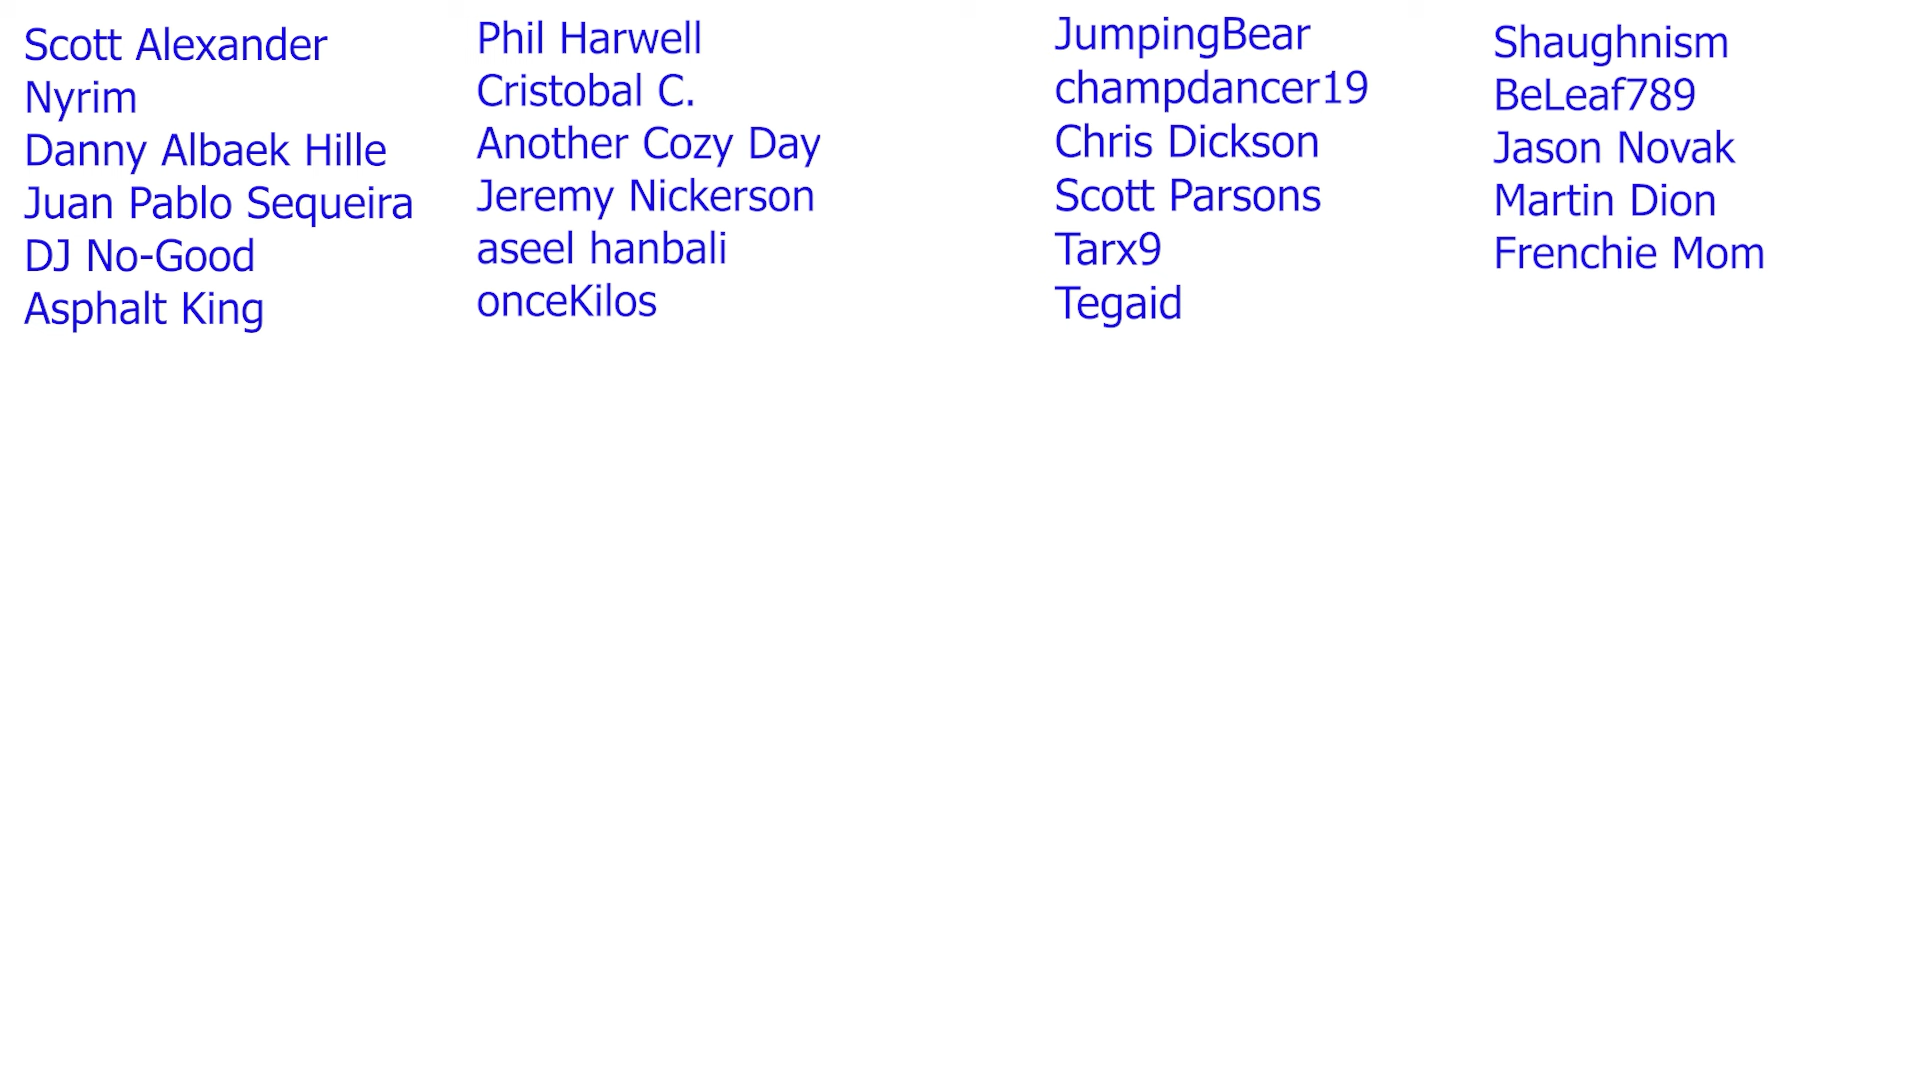 Scott Alexander
Nyrim
Danny Albaek Hille
Juan Pablo Sequeira
DJ No-Good
Asphalt King
Phil Harwell
Cristobal C.
Another Cozy Day
Jeremy Nickerson
aseel hanbali
onceKilos
JumpingBear
champdancer19
Chris Dickson
Scott Parsons
Tarx9
Tegaid
Shaughnism
BeLeaf789
Jason Novak
Martin Dion
Frenchie Mom